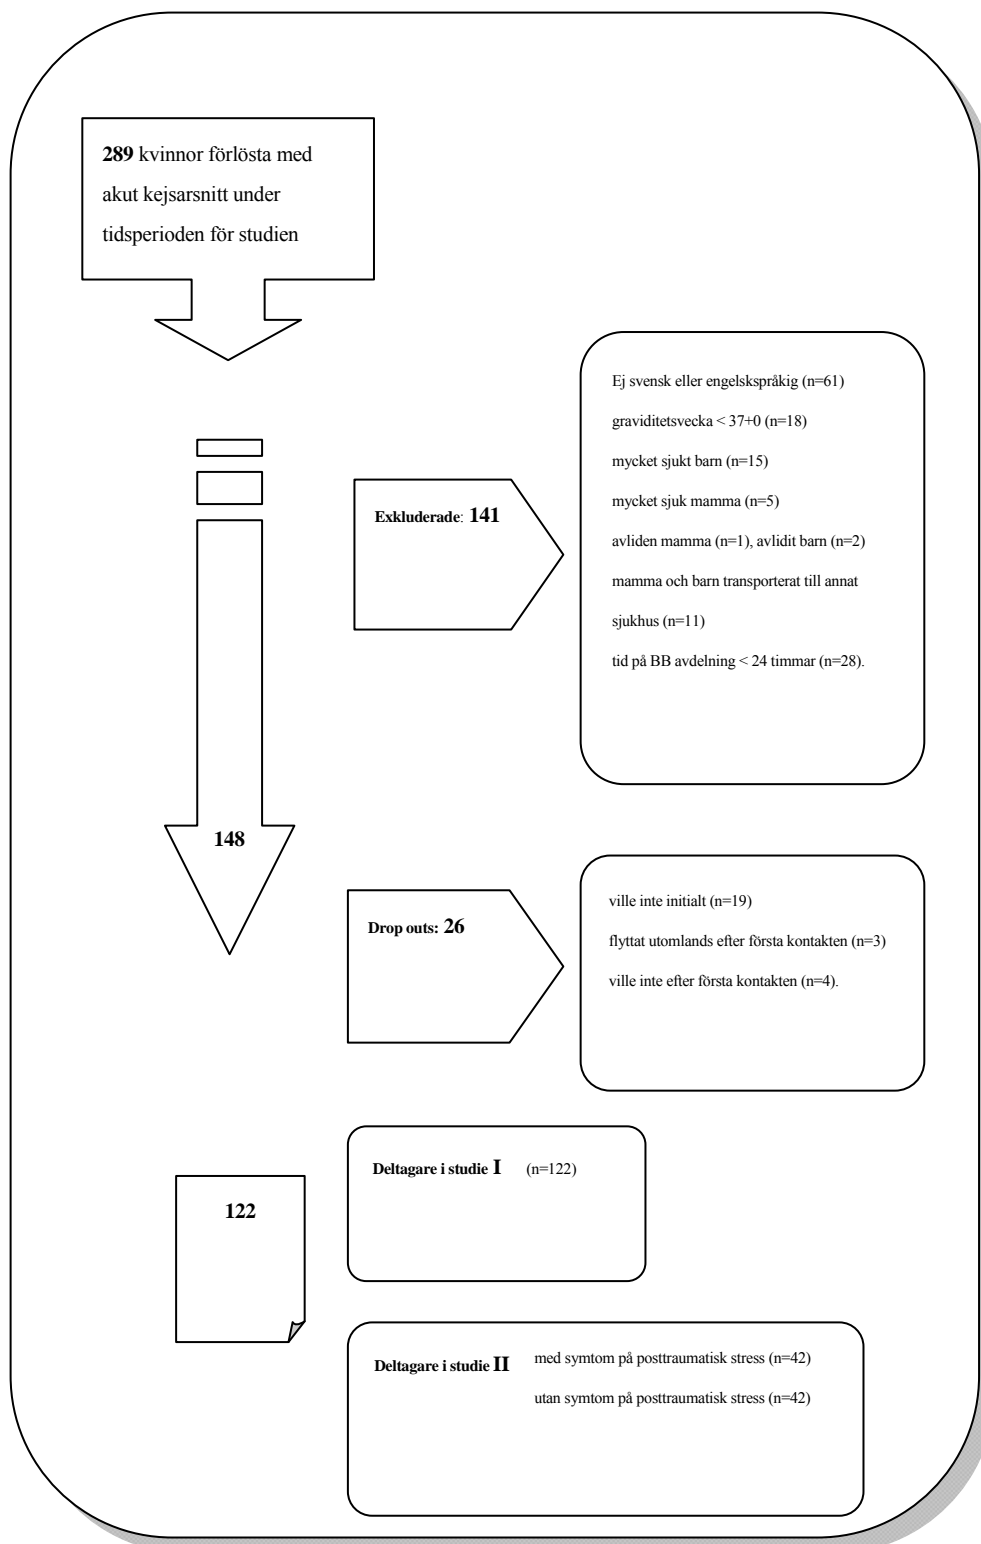 289 kvinnor förlösta med
akut kejsarsnitt under
tidsperioden för studien
Exkluderade: 141
Ej svensk eller engelskspråkig (n=61)
graviditetsvecka < 37+0 (n=18)
mycket sjukt barn (n=15)
mycket sjuk mamma (n=5)
avliden mamma (n=1), avlidit barn (n=2)
mamma och barn transporterat till annat
sjukhus (n=11)
tid på BB avdelning < 24 timmar (n=28).
148
Drop outs: 26
ville inte initialt (n=19)
flyttat utomlands efter första kontakten (n=3)
ville inte efter första kontakten (n=4).
122
Deltagare i studie I (n=122)
Deltagare i studie II
med symtom på posttraumatisk stress (n=42)
utan symtom på posttraumatisk stress (n=42)